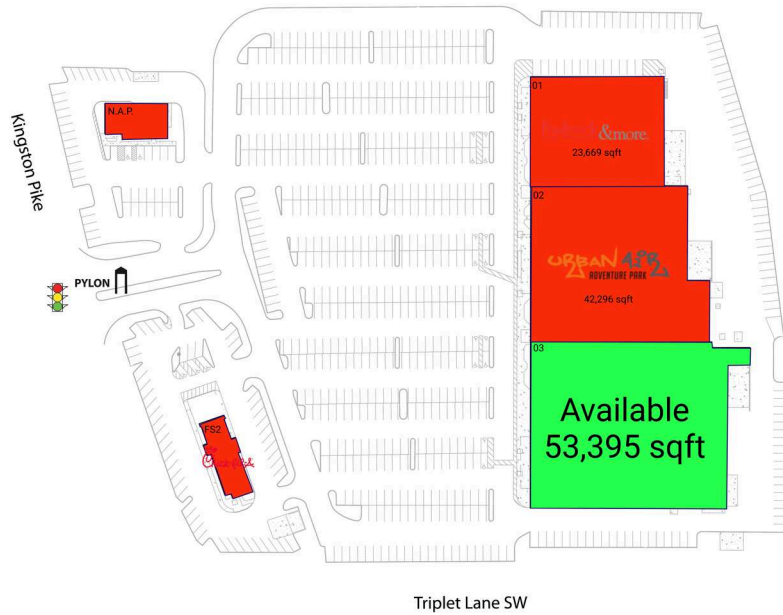 N.A.P.
Kingston Pike
PYLON
FS2
Chick-fil-A
01
&more.
23,669 sqft
02
URBAN AIR
ADVENTURE PARK
42,296 sqft
03
Available
53,395 sqft
Triplet Lane SW